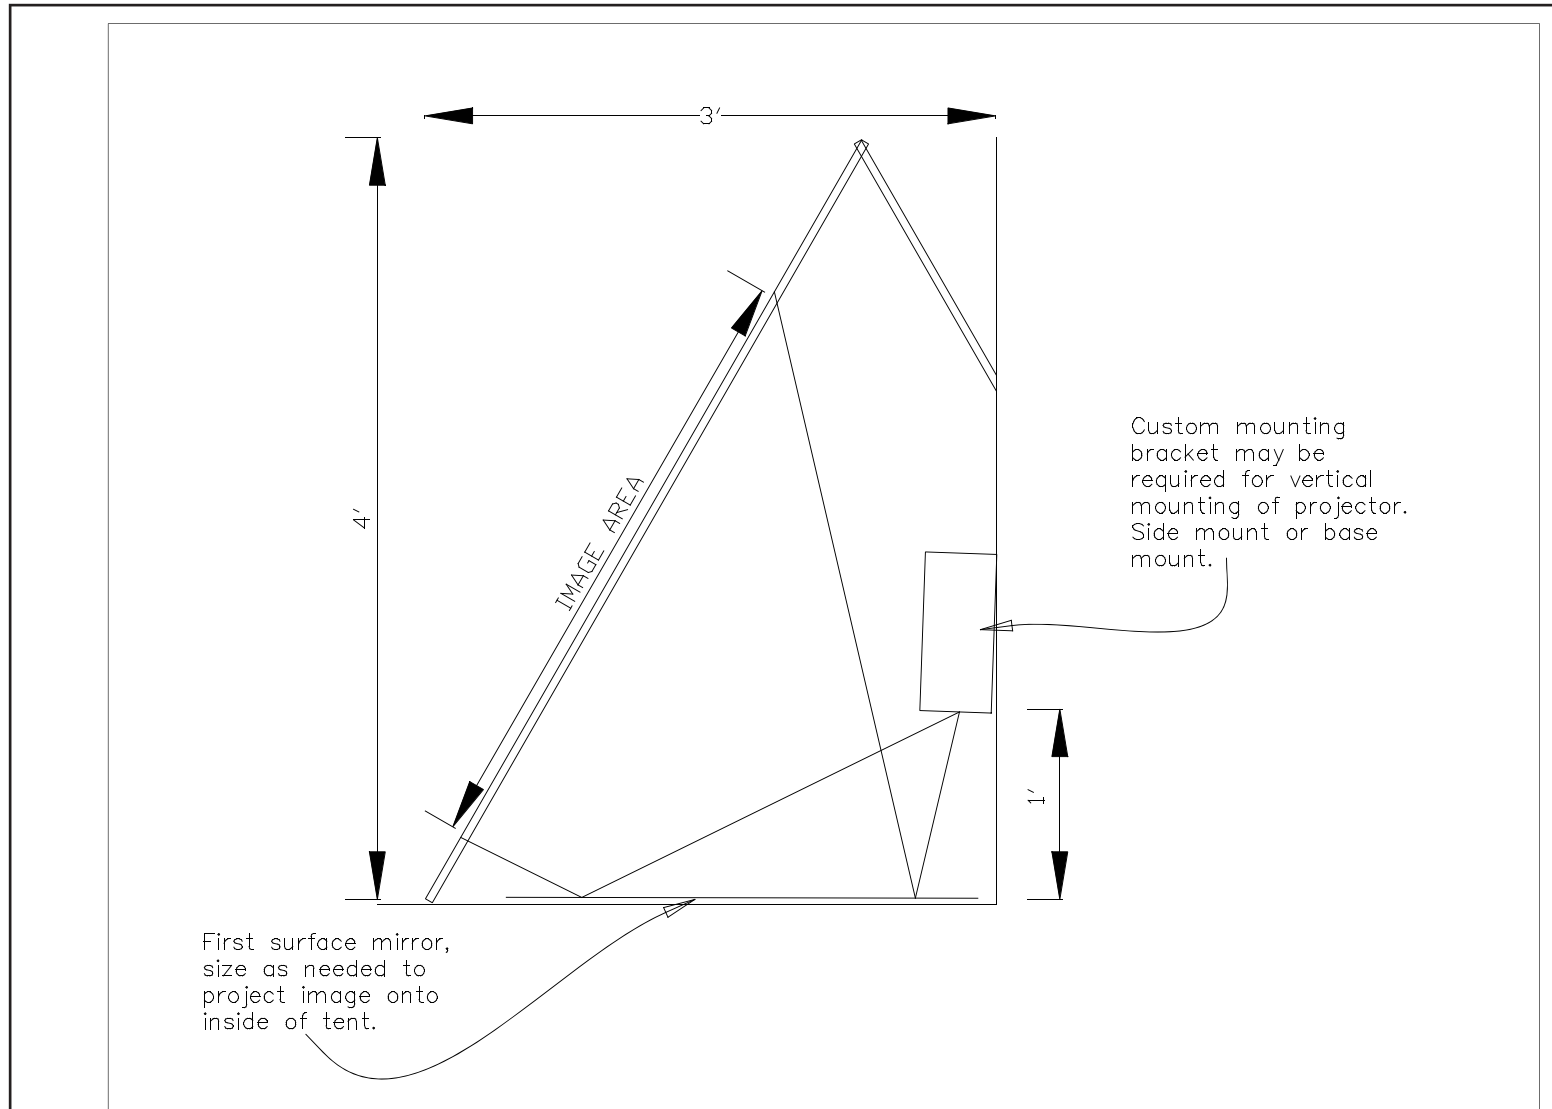 3'
4'
IMAGE AREA
Custom mounting
bracket may be
required for vertical
mounting of projector.
Side mount or base
mount.
1'
First surface mirror,
size as needed to
project image onto
inside of tent.